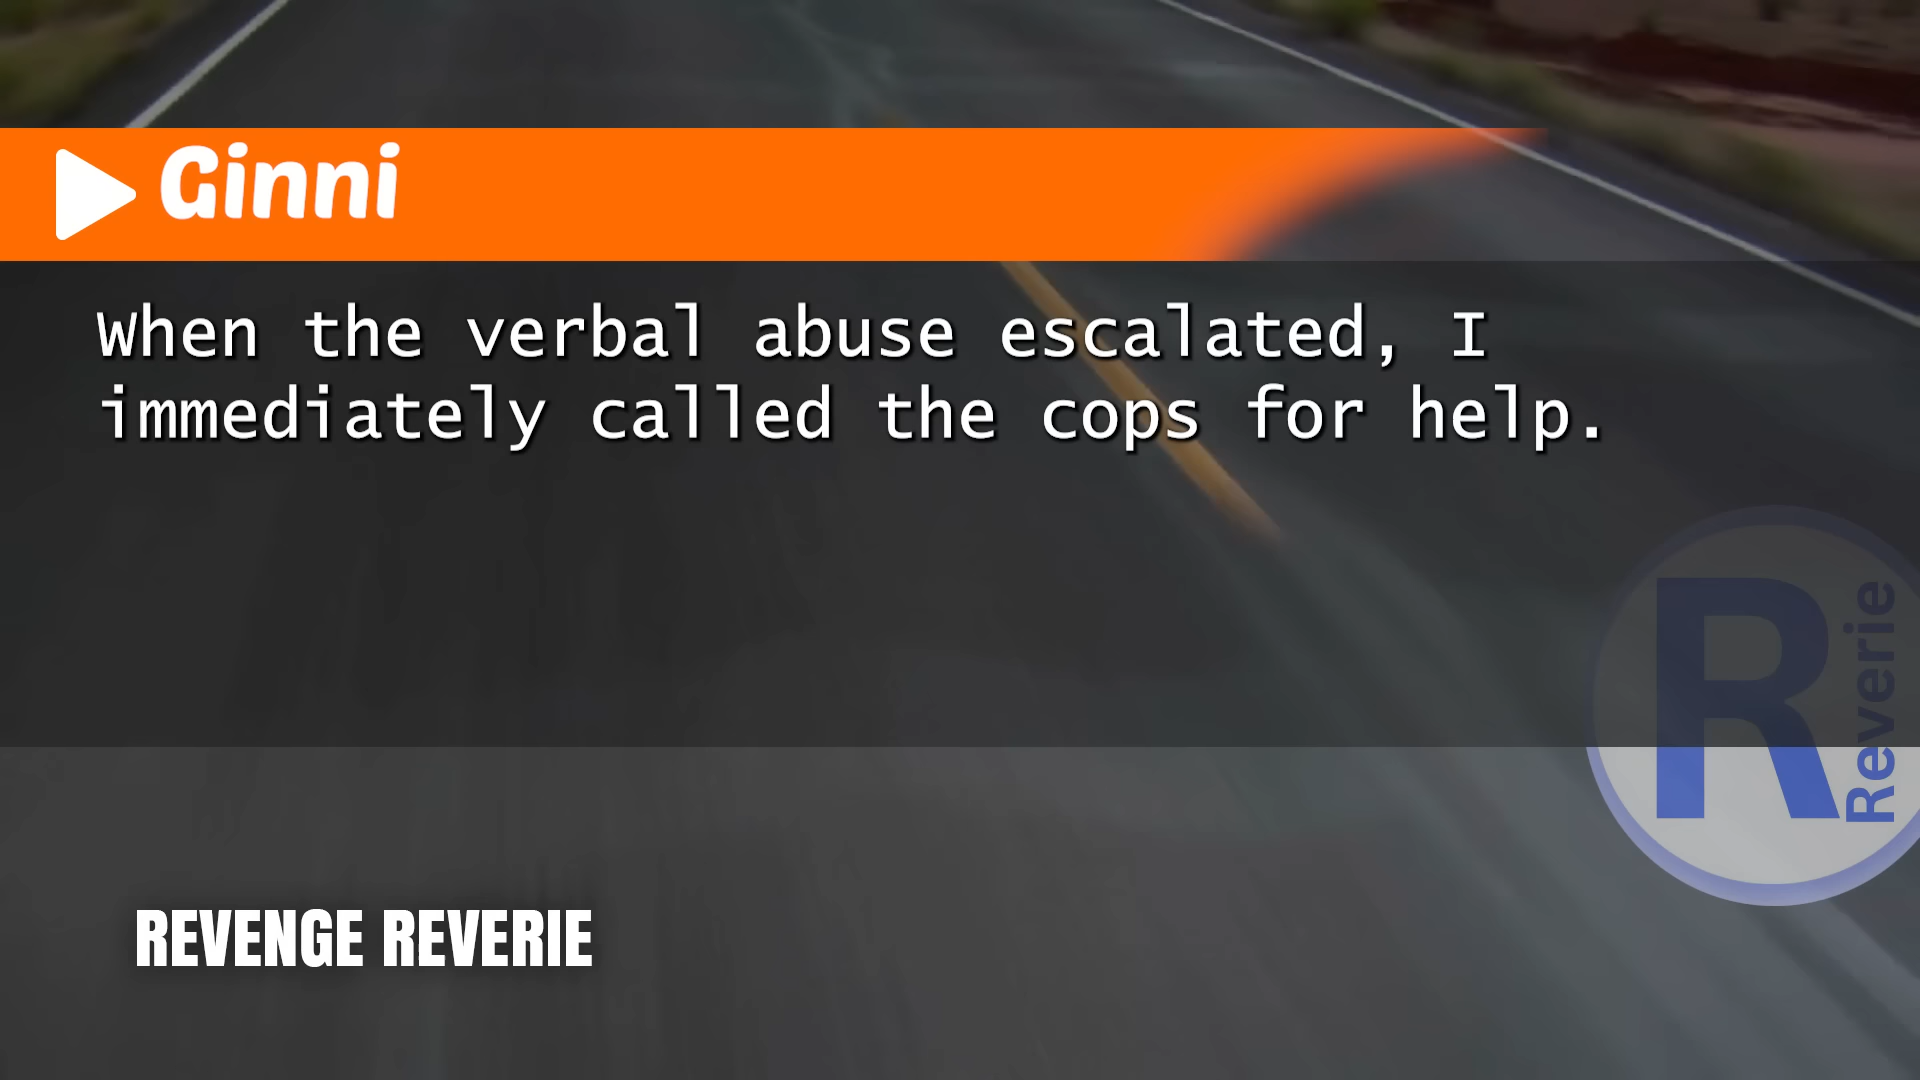 Ginni
When the verbal abuse escalated, I
immediately called the cops for help.
R
Reverie
REVENGE REVERIE